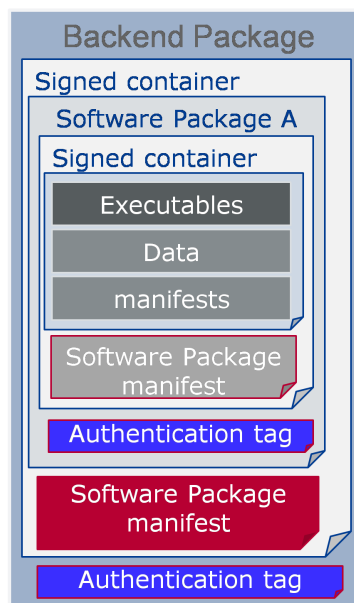 Backend Package
Signed container
Software Package A
Signed container
Executables
Data
manifests
Software Package
manifest
Authentication tag
Software Package
manifest
Authentication tag